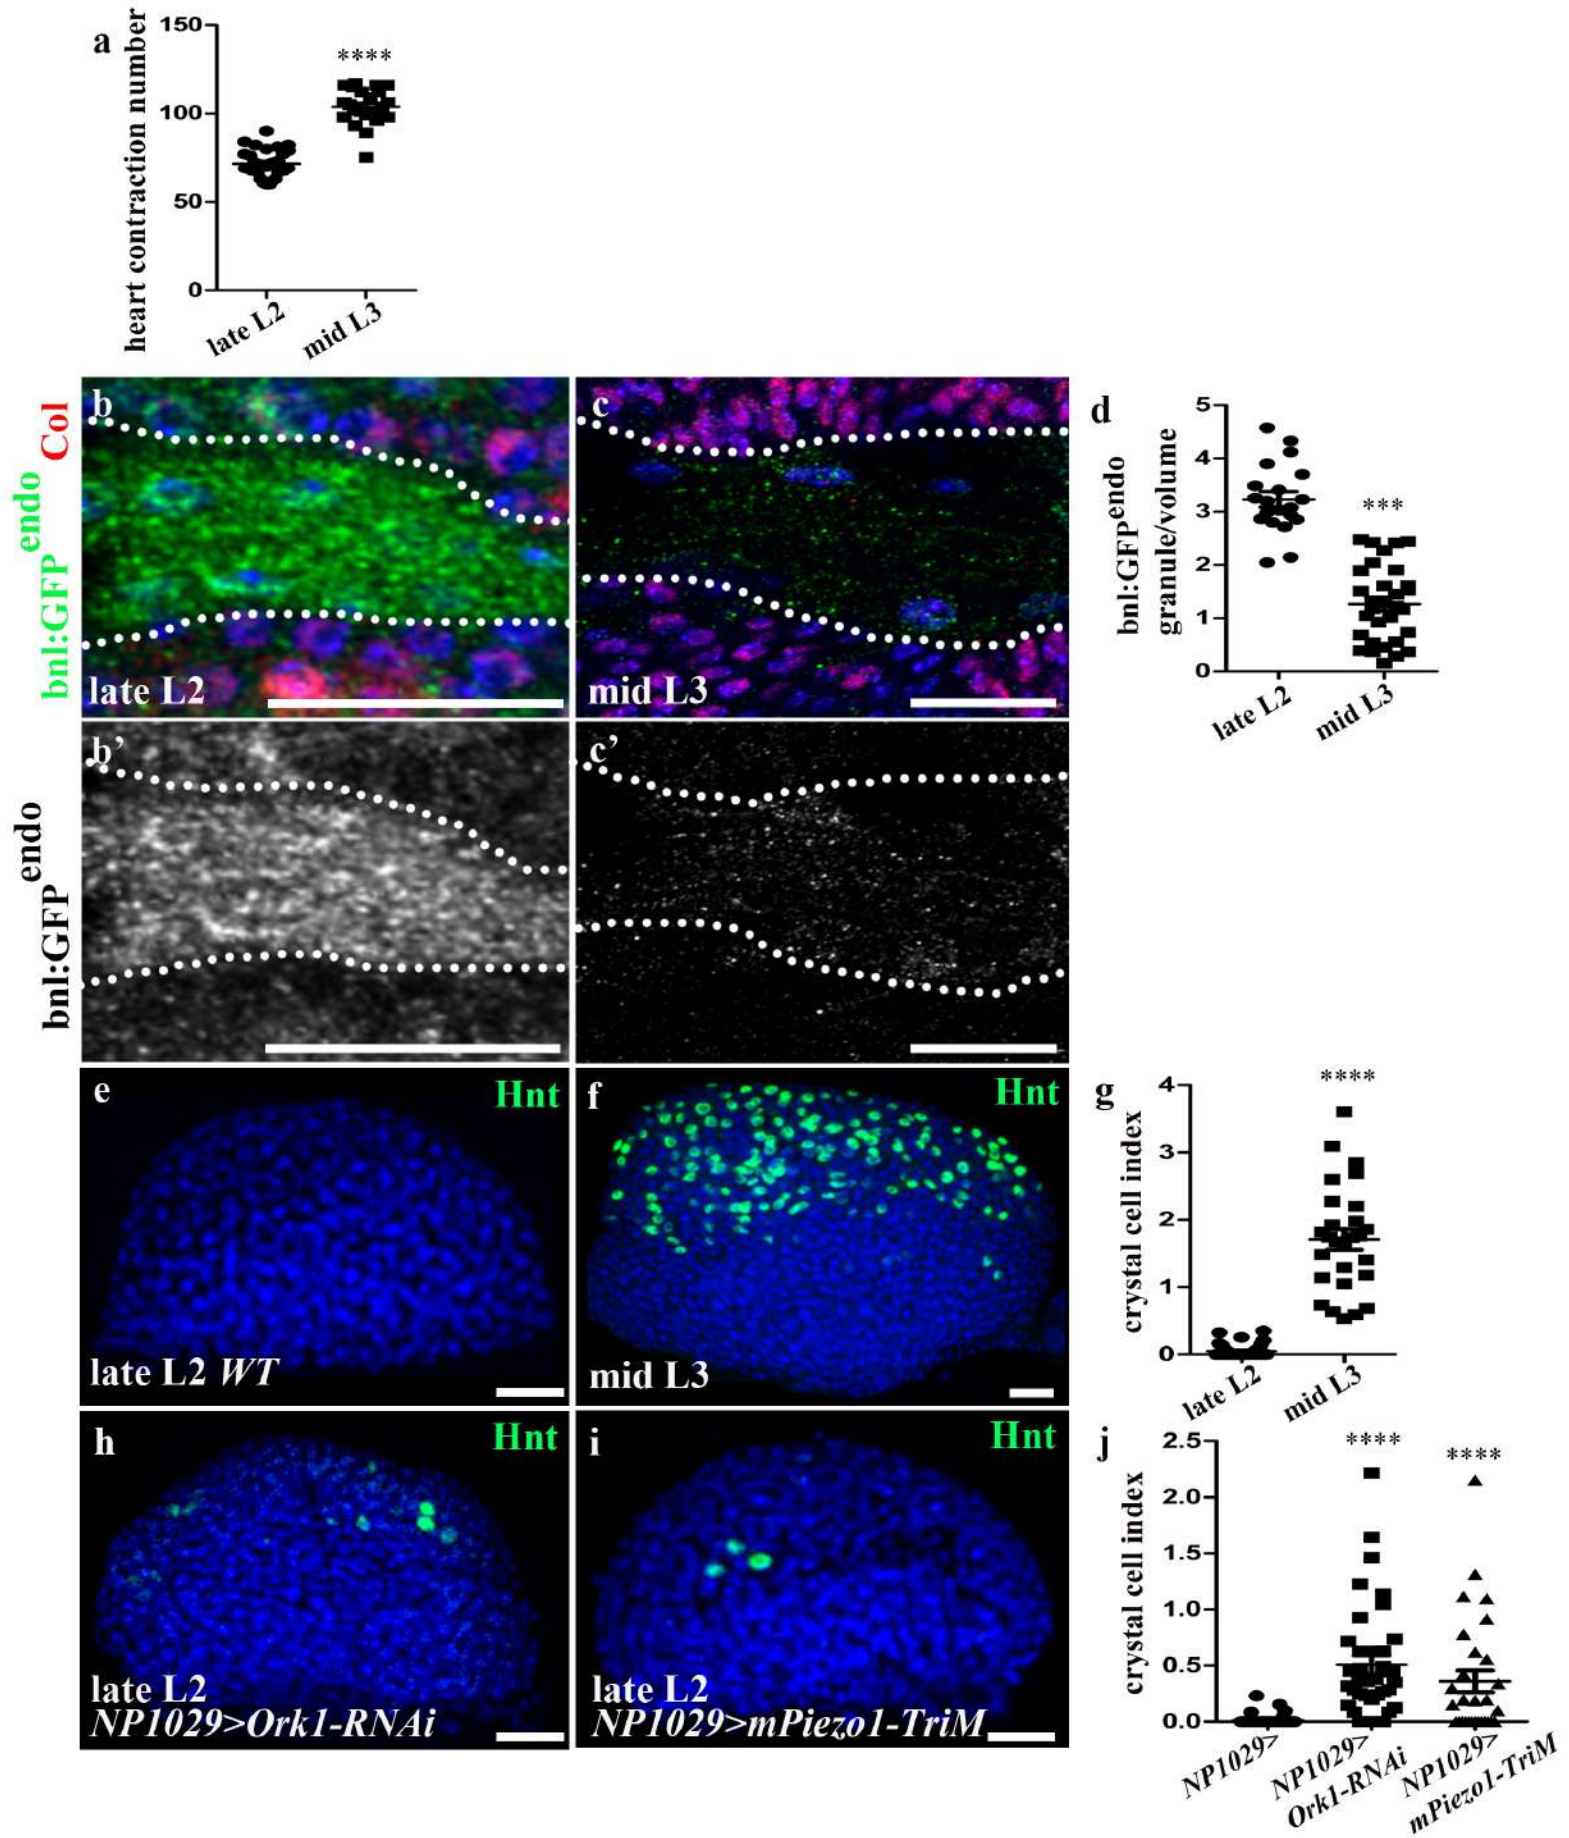 a
heart contraction number
150
100
50
0
****
late L2
mid L3
bnl:GFPendo Col
b
late L2
c
mid L3
d
bnl:GFPendo
granule/volume
5
4
3
2
1
0
***
late L2
mid L3
bnl:GFPendo
b’
c’
e
Hnt
late L2 WT
f
Hnt
mid L3
g
crystal cell index
4
3
2
1
0
****
late L2
mid L3
h
Hnt
late L2
NP1029>Ork1-RNAi
i
Hnt
late L2
NP1029>mPiezo1-TriM
j
crystal cell index
2.5
2.0
1.5
1.0
0.5
0.0
****
****
NP1029>
NP1029>
Ork1-RNAi
NP1029>
mPiezo1-TriM